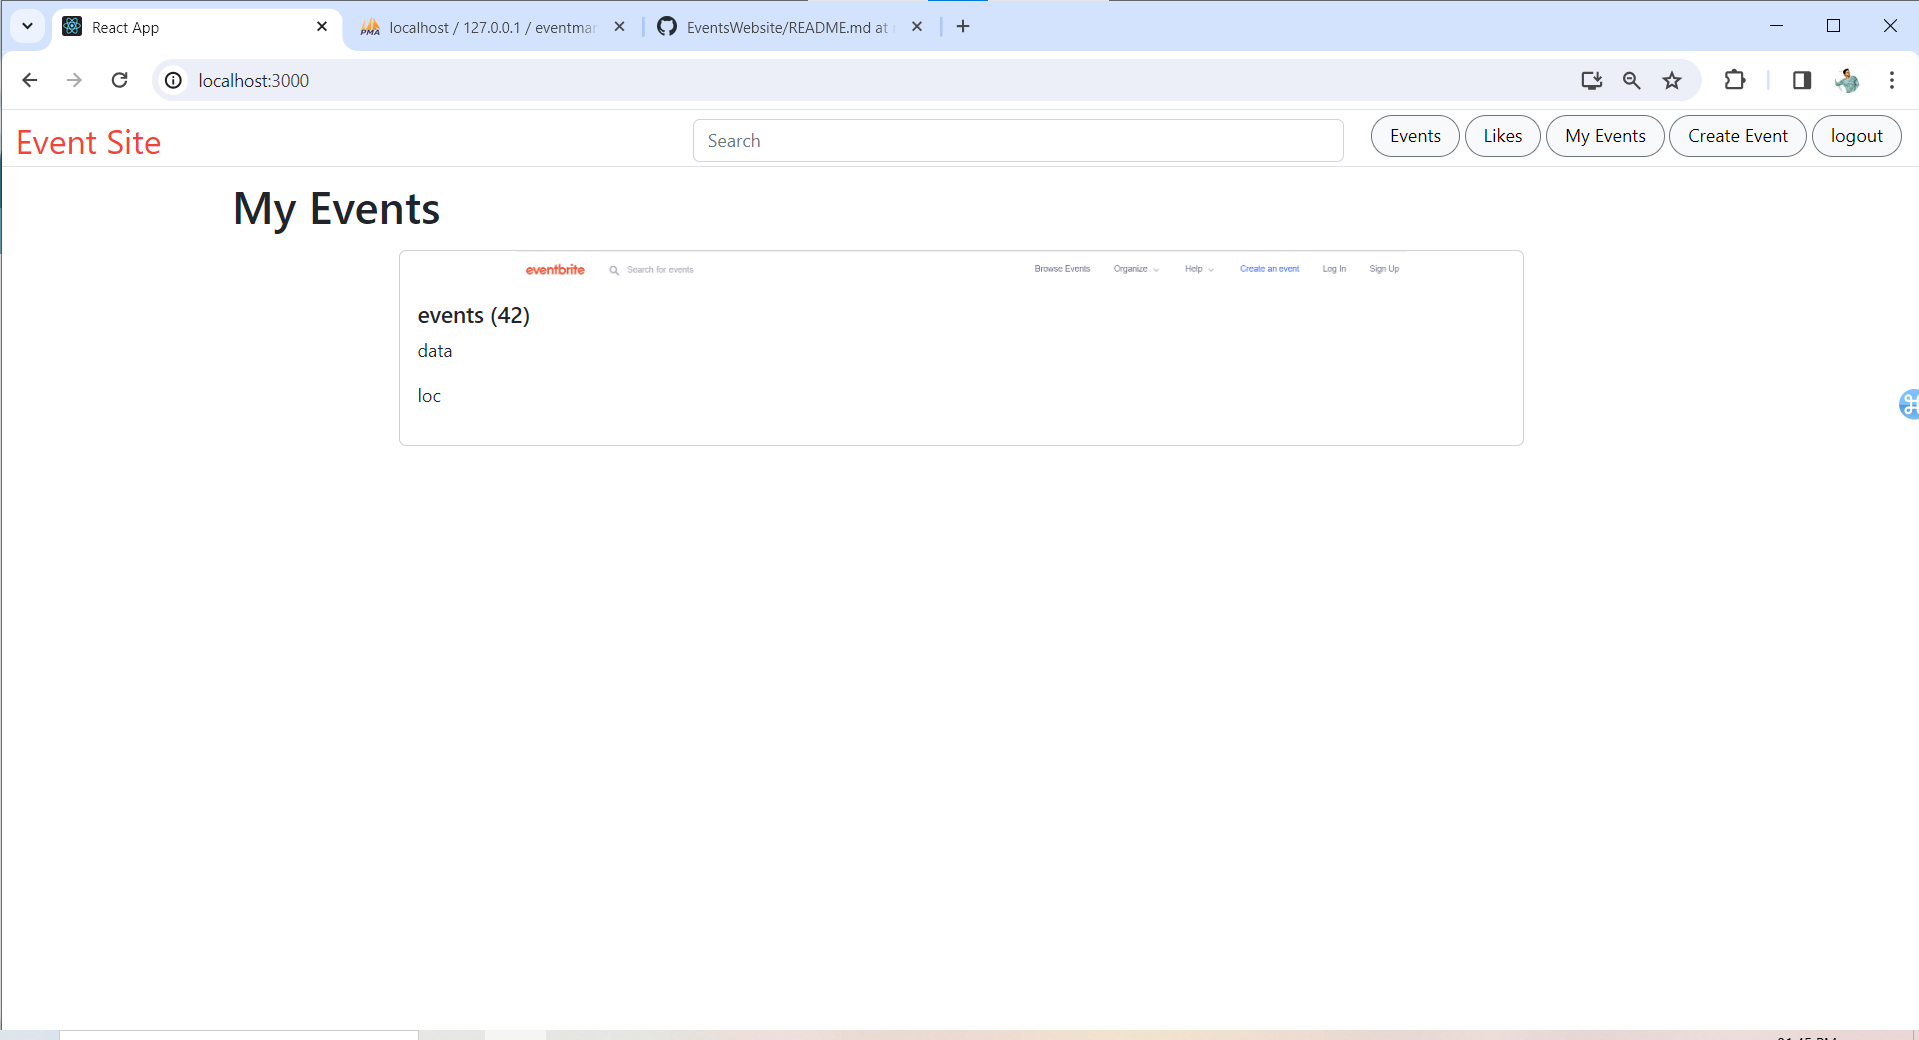 React App
localhost / 127.0.0.1 / eventmar
EventsWebsite/README.md at
localhost:3000
Event Site
Search
Events
Likes
My Events
Create Event
logout
My Events
eventbrite
Search for events
Browse Events
Organize
Help
Create an event
Log In
Sign Up
events (42)
data
loc